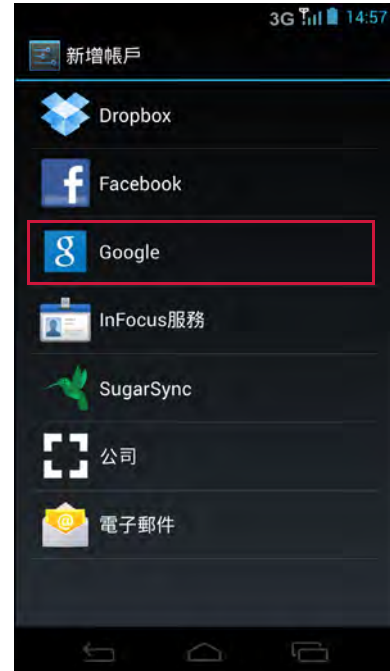 3G 14:57
新增帳戶
Dropbox
Facebook
Google
InFocus服務
SugarSync
公司
電子郵件